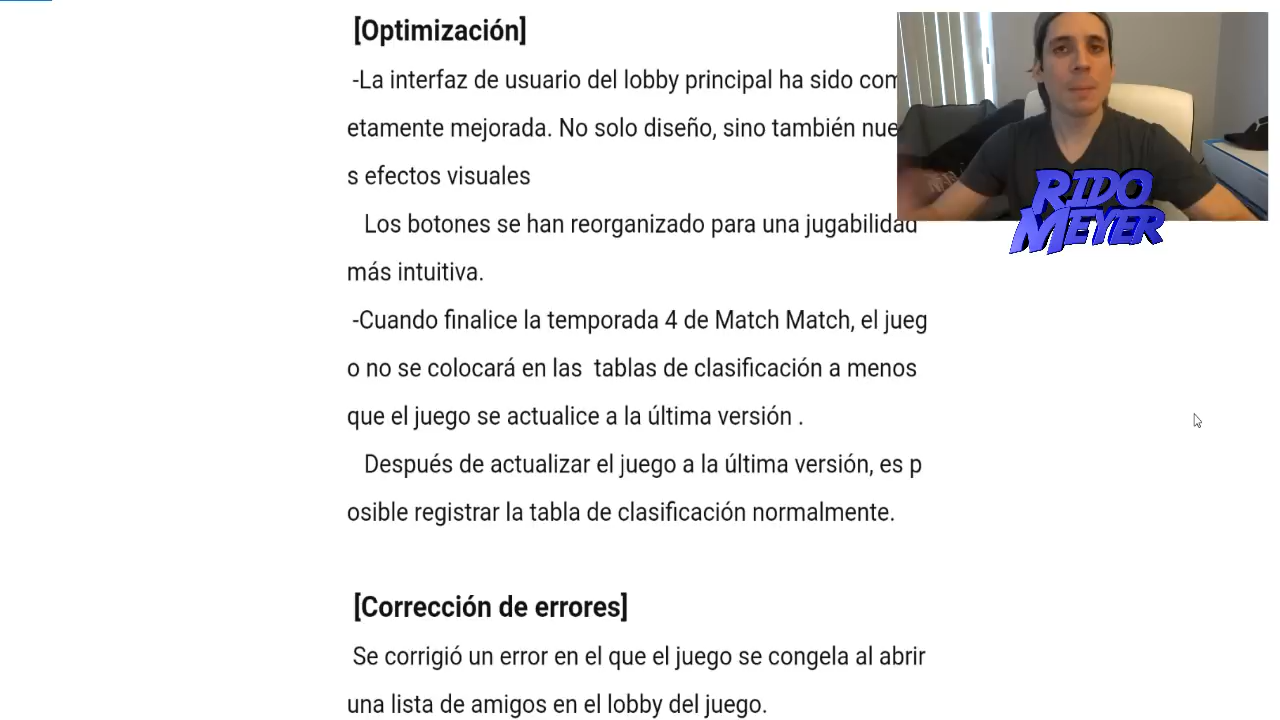 [Optimización]
-La interfaz de usuario del lobby principal ha sido com
etamente mejorada. No solo diseño, sino también nue
s efectos visuales
Los botones se han reorganizado para una jugabilidad
más intuitiva.
-Cuando finalice la temporada 4 de Match Match, el jueg
o no se colocará en las  tablas de clasificación a menos
que el juego se actualice a la última versión .
Después de actualizar el juego a la última versión, es p
osible registrar la tabla de clasificación normalmente.
[Corrección de errores]
Se corrigió un error en el que el juego se congela al abrir
una lista de amigos en el lobby del juego.
RIDO
MEYER